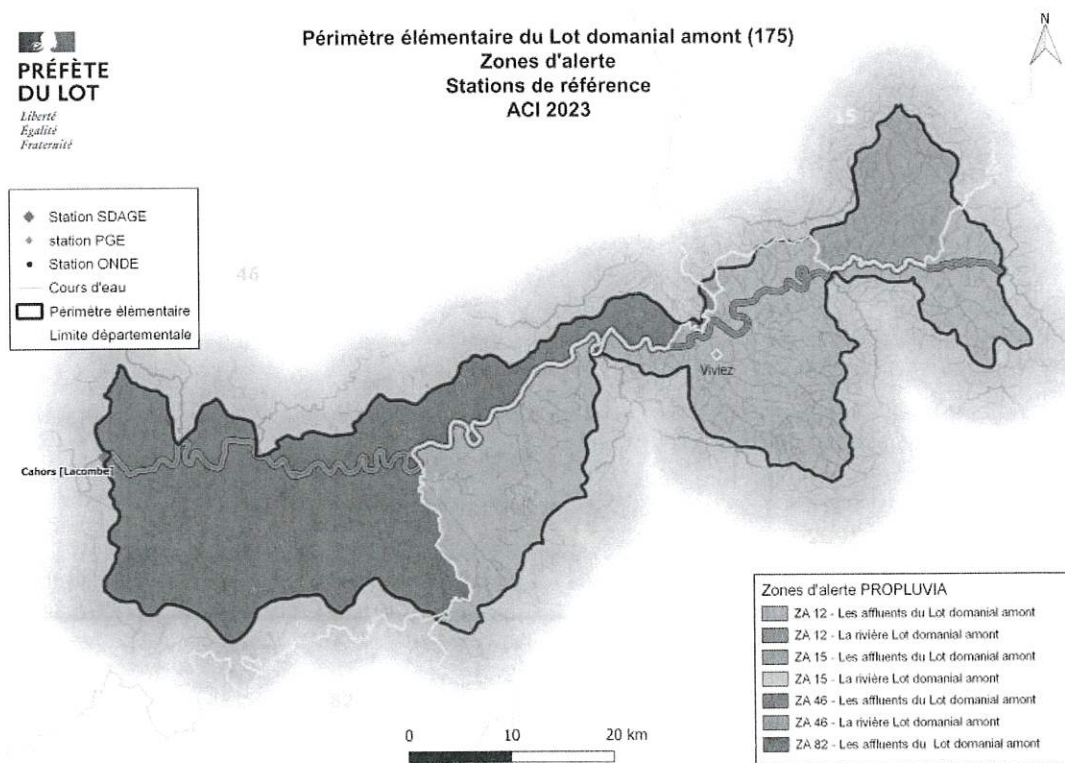 PRÉFÈTE
DU LOT
Liberté
Égalité
Fraternité
Périmètre élémentaire du Lot domanial amont (175)
Zones d'alerte
Stations de référence
ACI 2023
N
Station SDAGE
station PGE
Station ONDE
Cours d'eau
Périmètre élémentaire
Limite départementale
46
15
Viviez
Cahors [Lacombe]
82
0 10 20 km
Zones d'alerte PROPLUVIA
ZA 12 - Les affluents du Lot domanial amont
ZA 12 - La rivière Lot domanial amont
ZA 15 - Les affluents du Lot domanial amont
ZA 15 - La rivière Lot domanial amont
ZA 46 - Les affluents du Lot domanial amont
ZA 46 - La rivière Lot domanial amont
ZA 82 - Les affluents du Lot domanial amont